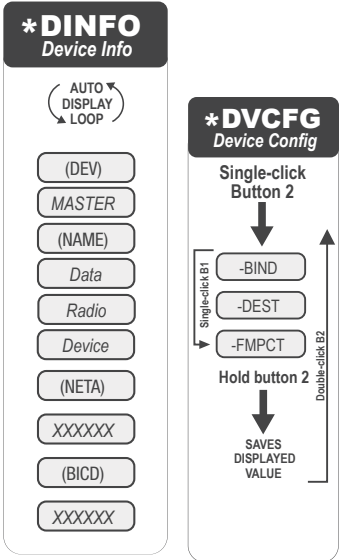 *DINFO
Device Info
AUTO
DISPLAY
LOOP
(DEV)
MASTER
(NAME)
Data
Radio
Device
(NETA)
XXXXXX
(BICD)
XXXXXX
*DVCFG
Device Config
Single-click
Button 2
Single-click B1
-BIND
-DEST
-FMPCT
Double-click B2
Hold button 2
SAVES
DISPLAYED
VALUE